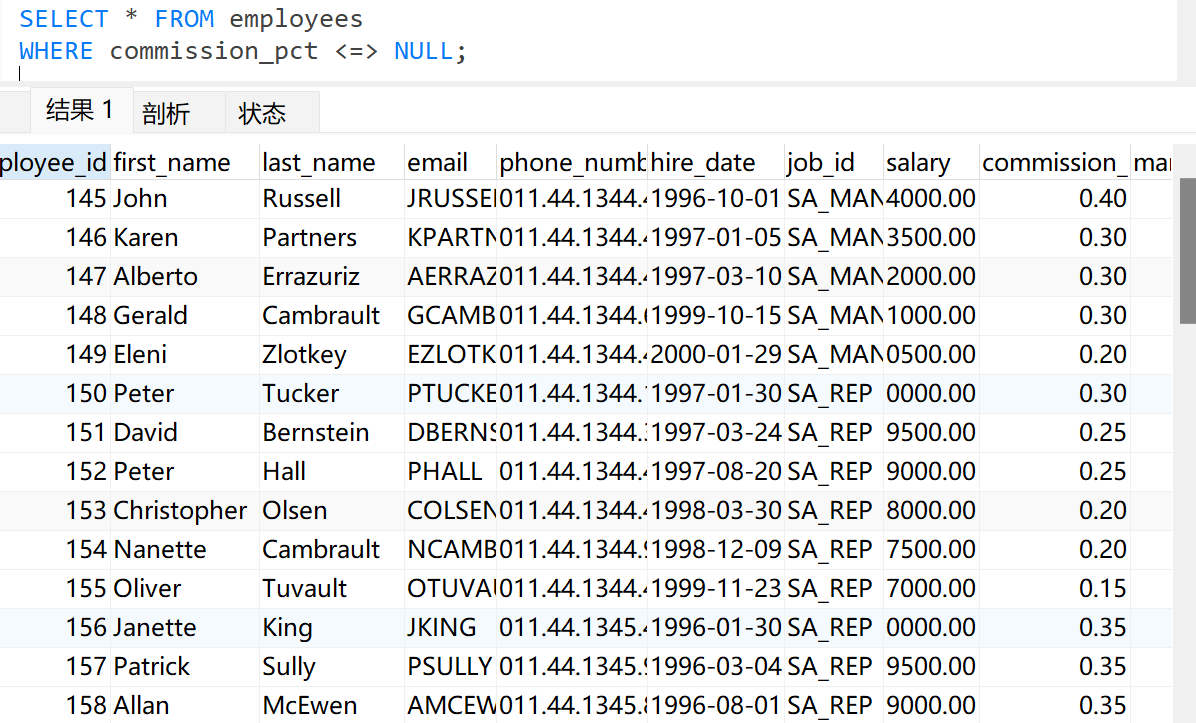 SELECT * FROM employees
WHERE commission_pct <=> NULL;
结果 1 剖析 状态
ployee_id first_name last_name email phone_numb hire_date job_id salary commission_ mar
145 John Russell JRUSSE 011.44.1344.4 1996-10-01 SA_MAN 4000.00 0.40
146 Karen Partners KPARTN 011.44.1344.4 1997-01-05 SA_MAN 3500.00 0.30
147 Alberto Errazuriz AERRAZ 011.44.1344.4 1997-03-10 SA_MAN 2000.00 0.30
148 Gerald Cambrault GCAMB 011.44.1344.6 1999-10-15 SA_MAN 1000.00 0.30
149 Eleni Zlotkey EZLOTK 011.44.1344.4 2000-01-29 SA_MAN 0500.00 0.20
150 Peter Tucker PTUCKE 011.44.1344.1 1997-01-30 SA_REP 0000.00 0.30
151 David Bernstein DBERNS 011.44.1344.3 1997-03-24 SA_REP 9500.00 0.25
152 Peter Hall PHALL 011.44.1344.4 1997-08-20 SA_REP 9000.00 0.25
153 Christopher Olsen COLSEN 011.44.1344.4 1998-03-30 SA_REP 8000.00 0.20
154 Nanette Cambrault NCAMB 011.44.1344.9 1998-12-09 SA_REP 7500.00 0.20
155 Oliver Tuvault OTUVAU 011.44.1344.4 1999-11-23 SA_REP 7000.00 0.15
156 Janette King JKING 011.44.1345.4 1996-01-30 SA_REP 0000.00 0.35
157 Patrick Sully PSULLY 011.44.1345.9 1996-03-04 SA_REP 9500.00 0.35
158 Allan McEwen AMCEW 011.44.1345.8 1996-08-01 SA_REP 9000.00 0.35